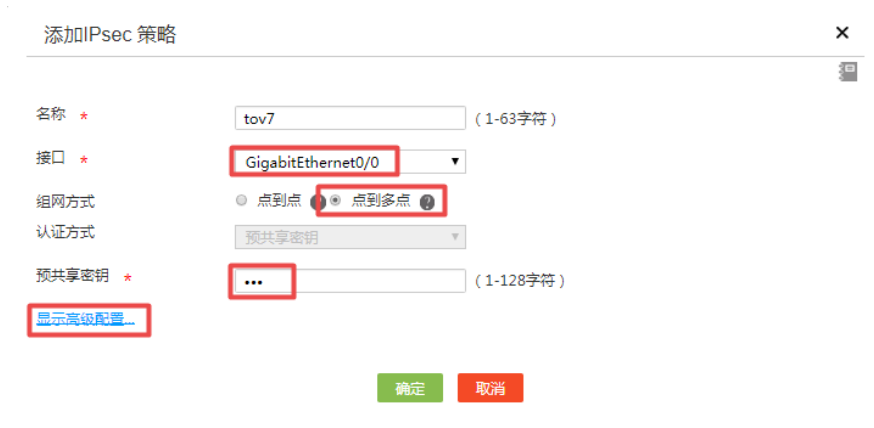 添加IPsec 策略
×
名称 * tov7 (1-63字符)
接口 * GigabitEthernet0/0 ▼
组网方式 点到点 ? 点到多点 ?
认证方式 预共享密钥 ▼
预共享密钥 * ••• (1-128字符)
显示高级配置...
确定 取消